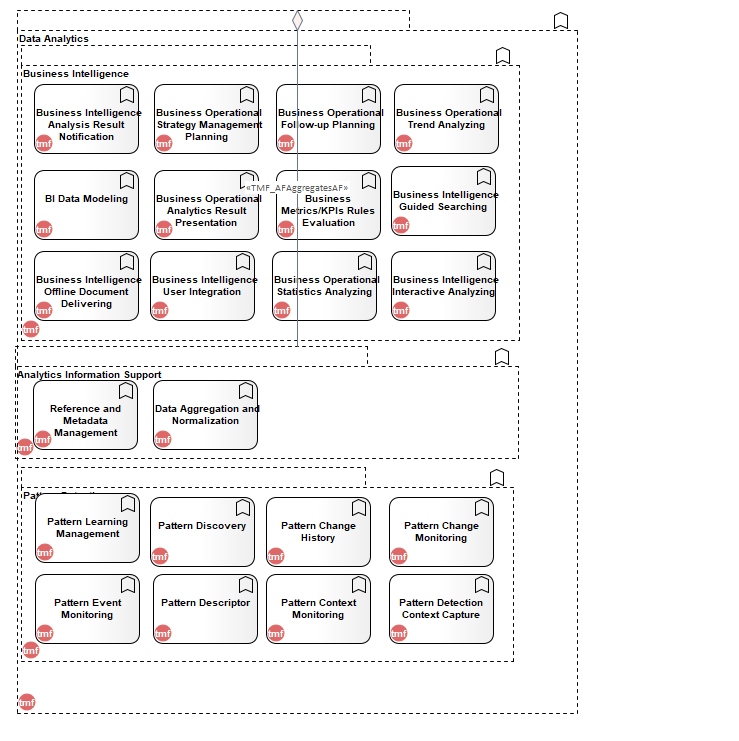 Data Analytics
Business Intelligence
Business Intelligence
Analysis Result
Notification
tmf
Business Operational
Strategy Management
Planning
tmf
Business Operational
Follow-up Planning
tmf
Business Operational
Trend Analyzing
tmf
«TMF_AFAggregatesAF»
BI Data Modeling
tmf
Business Operational
Analytics Result
Presentation
tmf
Business
Metrics/KPIs Rules
Evaluation
tmf
Business Intelligence
Guided Searching
tmf
Business Intelligence
Offline Document
Delivering
tmf
Business Intelligence
User Integration
tmf
Business Operational
Statistics Analyzing
tmf
Business Intelligence
Interactive Analyzing
tmf
tmf
Analytics Information Support
Reference and
Metadata
Management
tmf
Data Aggregation and
Normalization
tmf
tmf
Pattern Learning
Management
tmf
Pattern Discovery
tmf
Pattern Change
History
tmf
Pattern Change
Monitoring
tmf
Pattern Event
Monitoring
tmf
Pattern Descriptor
tmf
Pattern Context
Monitoring
tmf
Pattern Detection
Context Capture
tmf
tmf
tmf